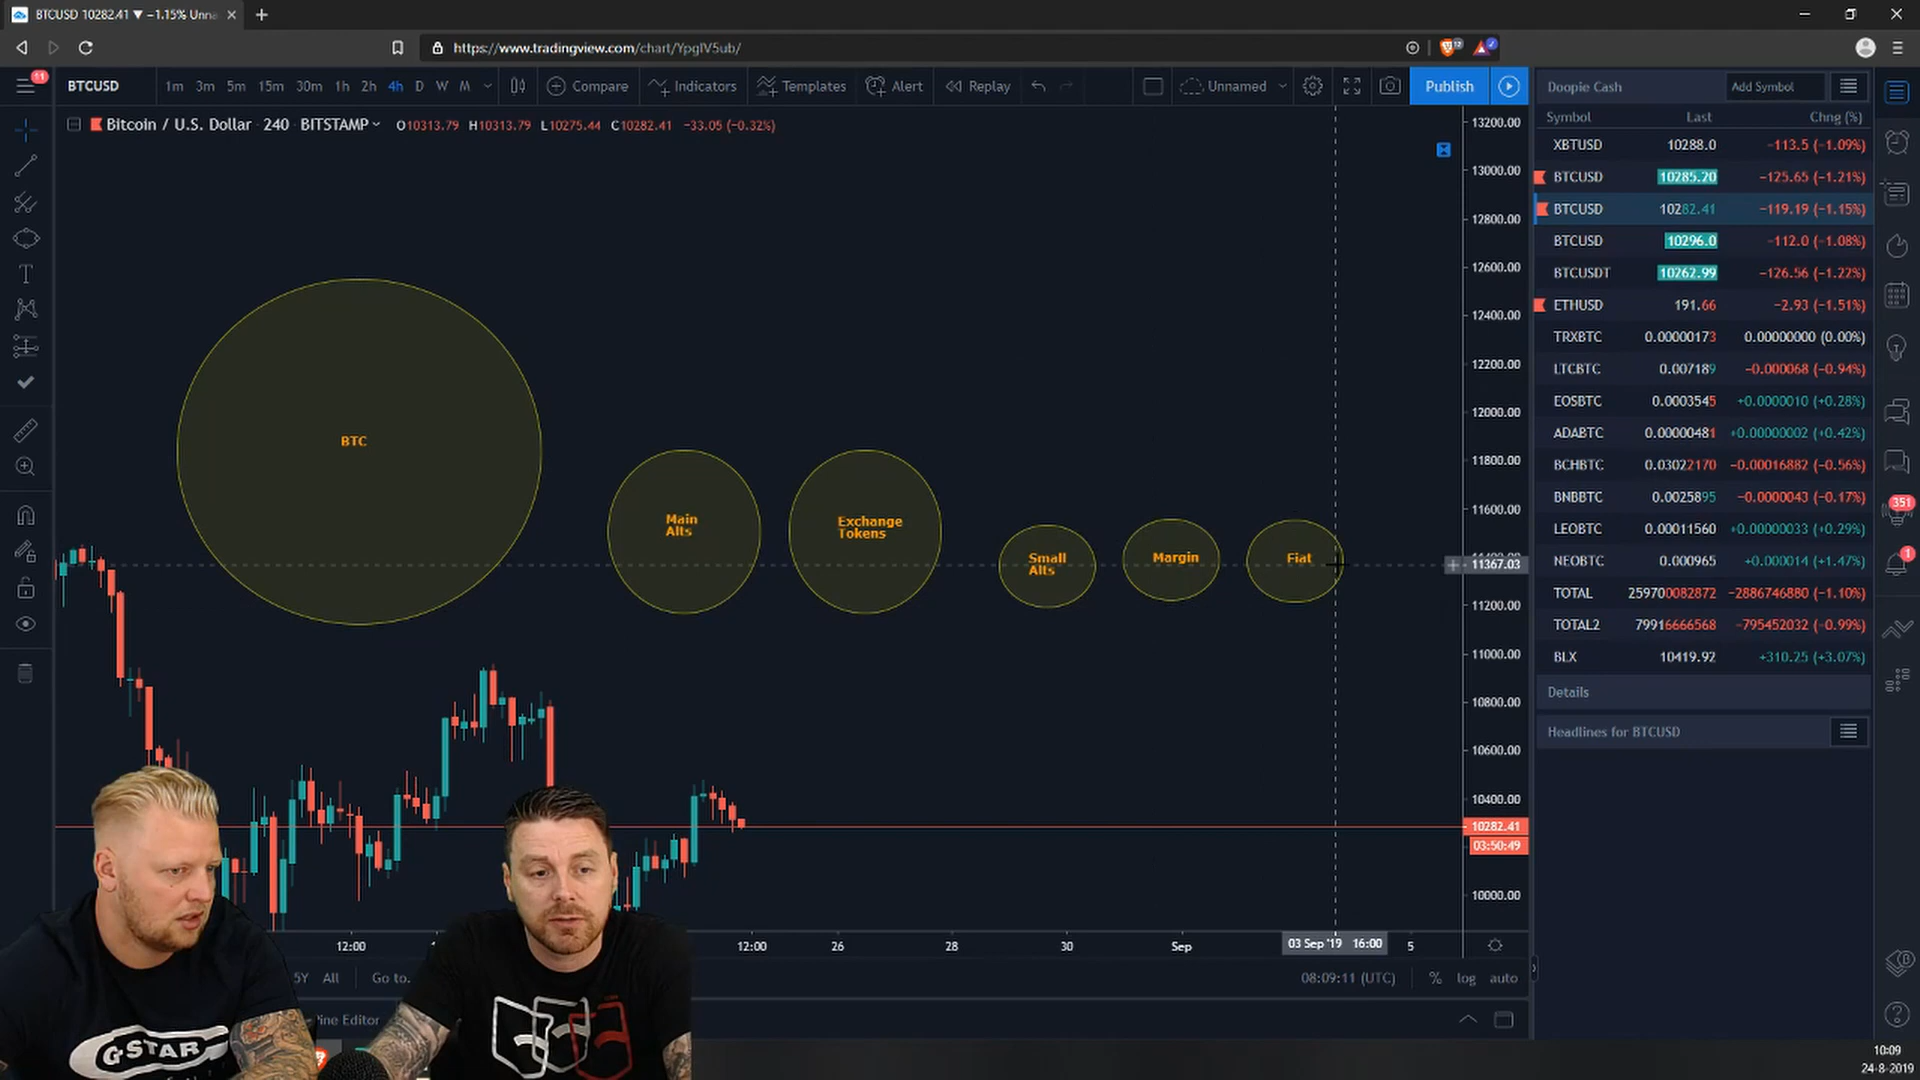 BTCUSD 10282.41 ▼ −1.15% Unna
https://www.tradingview.com/chart/YpglV5ub/
12
11
BTCUSD 1m 3m 5m 15m 30m 1h 2h 4h D W M Compare Indicators Templates Alert Replay Unnamed Publish
Bitcoin / U.S. Dollar · 240 · BITSTAMP O10313.79 H10313.79 L10275.44 C10282.41 −33.05 (−0.32%)
BTC
Main
Alts
Exchange
Tokens
Small
Alts
Margin
Fiat
13200.00
13000.00
12800.00
12600.00
12400.00
12200.00
12000.00
11800.00
11600.00
11367.03
11200.00
11000.00
10800.00
10600.00
10400.00
10282.41
03:50:49
10000.00
12:00 12:00 26 28 30 Sep 03 Sep '19 16:00 5
5Y All Go to. 08:09:11 (UTC) % log auto
ine Editor
G-STAR
Doopie Cash Add Symbol
Symbol Last Chng (%)
XBTUSD 10288.0 −113.5 (−1.09%)
BTCUSD 10285.20 −125.65 (−1.21%)
BTCUSD 10282.41 −119.19 (−1.15%)
BTCUSD 10296.0 −112.0 (−1.08%)
BTCUSDT 10262.99 −126.56 (−1.22%)
ETHUSD 191.66 −2.93 (−1.51%)
TRXBTC 0.00000173 0.00000000 (0.00%)
LTCBTC 0.007189 −0.000068 (−0.94%)
EOSBTC 0.0003545 +0.0000010 (+0.28%)
ADABTC 0.00000481 +0.00000002 (+0.42%)
BCHBTC 0.03022170 −0.00016882 (−0.56%)
BNBBTC 0.0025895 −0.0000043 (−0.17%)
LEOBTC 0.00011560 +0.00000033 (+0.29%)
NEOBTC 0.000965 +0.000014 (+1.47%)
TOTAL 259700082872 −2886746880 (−1.10%)
TOTAL2 79916666568 −795452032 (−0.99%)
BLX 10419.92 +310.25 (+3.07%)
Details
Headlines for BTCUSD
351
1
10:09
24-8-2019